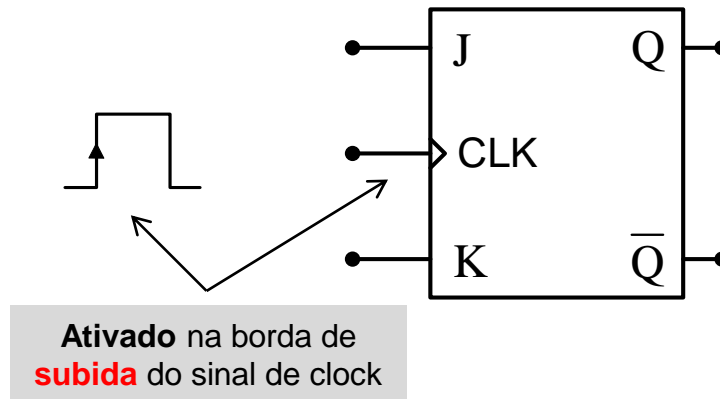 J Q
CLK
K Q̅
Ativado na borda de
subida do sinal de clock